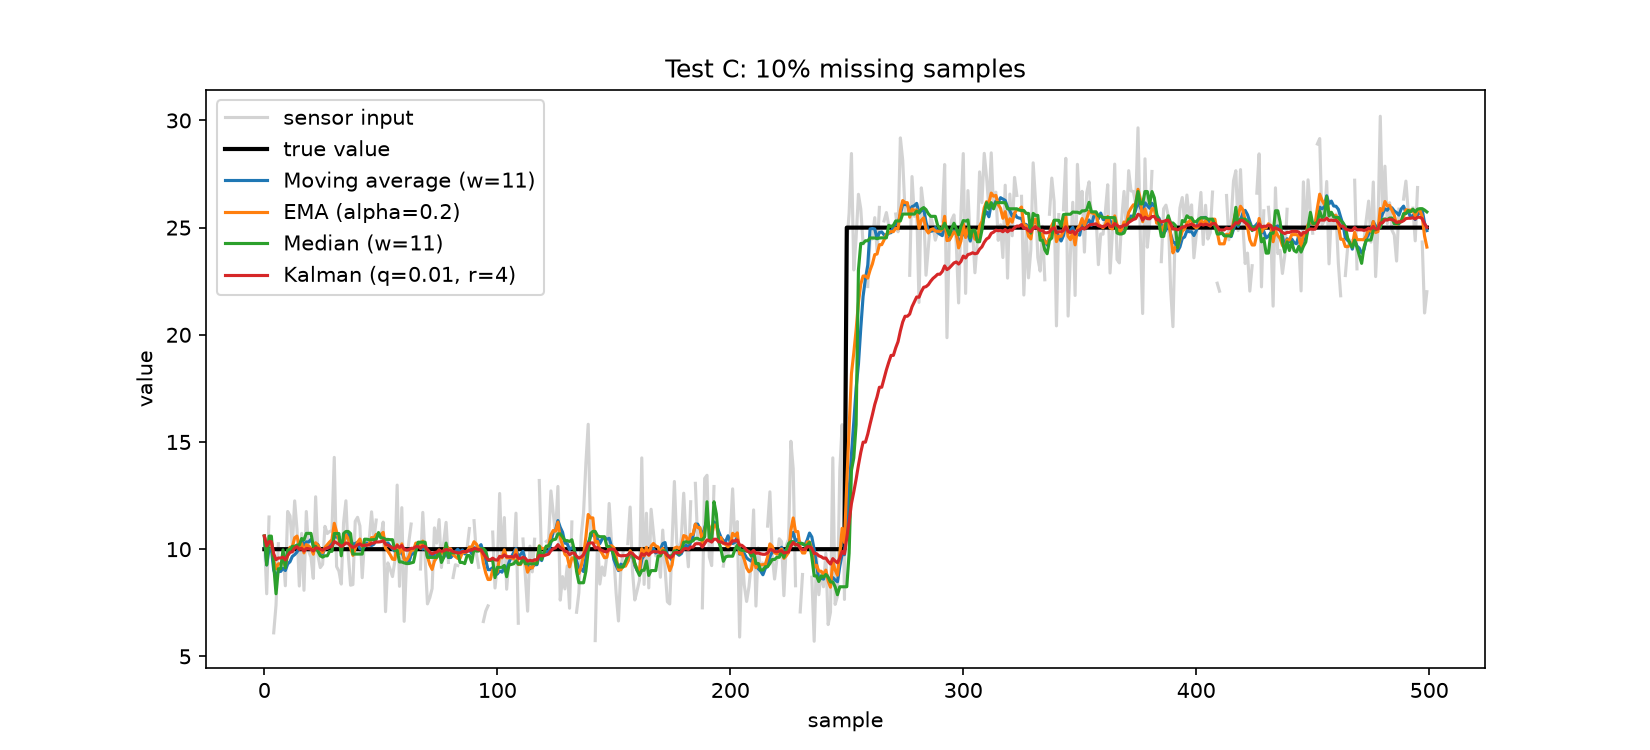 Test C: 10% missing samples
sensor input
true value
Moving average (w=11)
EMA (alpha=0.2)
Median (w=11)
Kalman (q=0.01, r=4)
30
25
20
15
10
5
value
0 100 200 300 400 500
sample